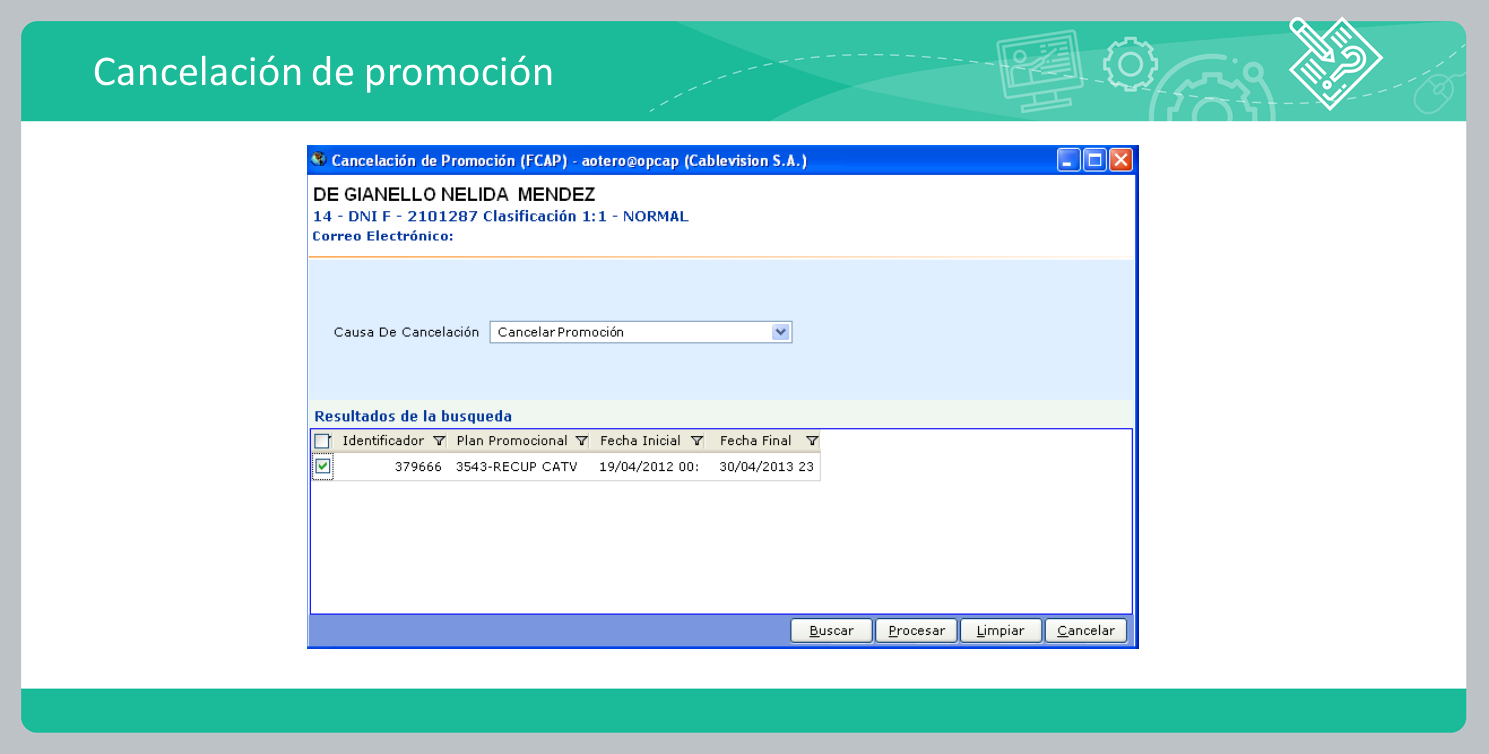 Cancelación de promoción
Cancelación de Promoción (FCAP) - aotero@opcap (Cablevision S.A.)
DE GIANELLO NELIDA MENDEZ
14 - DNI F - 2101287 Clasificación 1:1 - NORMAL
Correo Electrónico:
Causa De Cancelación Cancelar Promoción
Resultados de la busqueda
Identificador Plan Promocional Fecha Inicial Fecha Final
379666 3543-RECUP CATV 19/04/2012 00: 30/04/2013 23
Buscar Procesar Limpiar Cancelar